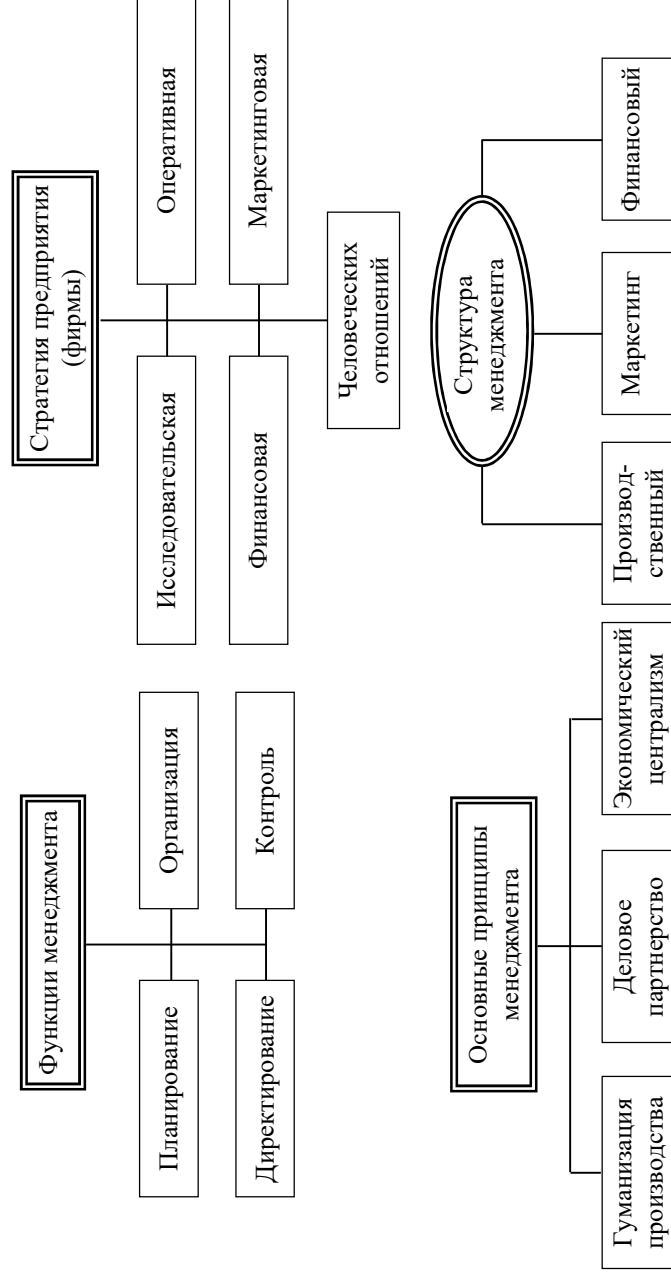 Функции менеджмента
Планирование
Организация
Директирование
Контроль
Стратегия предприятия
(фирмы)
Исследовательская
Оперативная
Финансовая
Маркетинговая
Человеческих
отношений
Основные принципы
менеджмента
Гуманизация
производства
Деловое
партнерство
Экономический
централизм
Структура
менеджмента
Производ-
ственный
Маркетинг
Финансовый